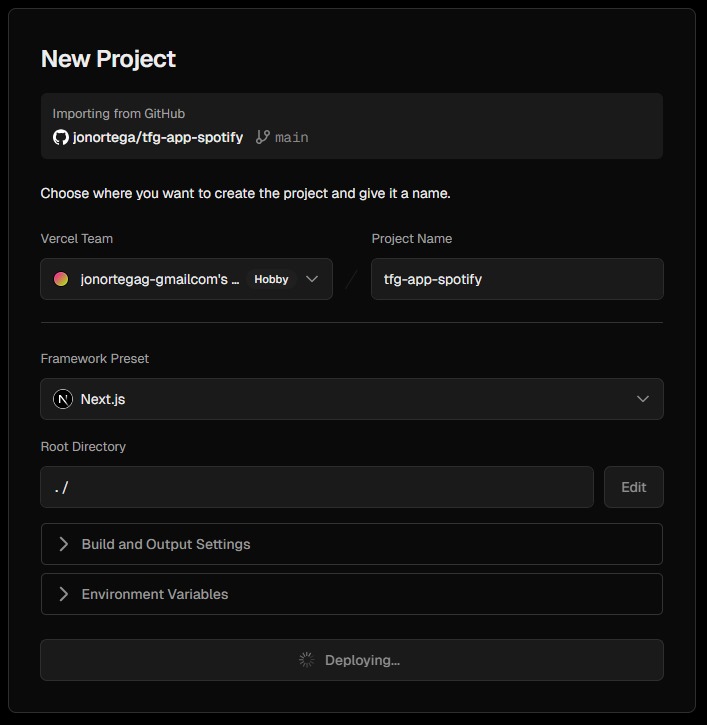 New Project
Importing from GitHub
jonortega/tfg-app-spotify main
Choose where you want to create the project and give it a name.
Vercel Team Project Name
jonortegag-gmailcom's ... Hobby / tfg-app-spotify
Framework Preset
N Next.js
Root Directory
./ Edit
Build and Output Settings
Environment Variables
Deploying...